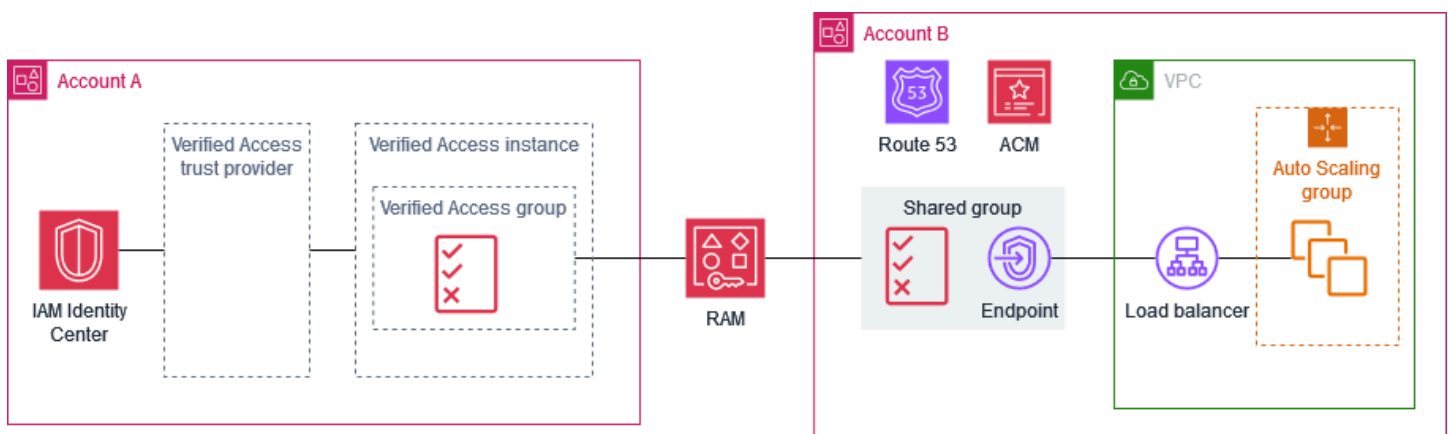 Account A
Verified Access
trust provider
Verified Access instance
Verified Access group
IAM Identity
Center
RAM
Account B
53
Route 53
ACM
VPC
Auto Scaling
group
Shared group
Endpoint
Load balancer